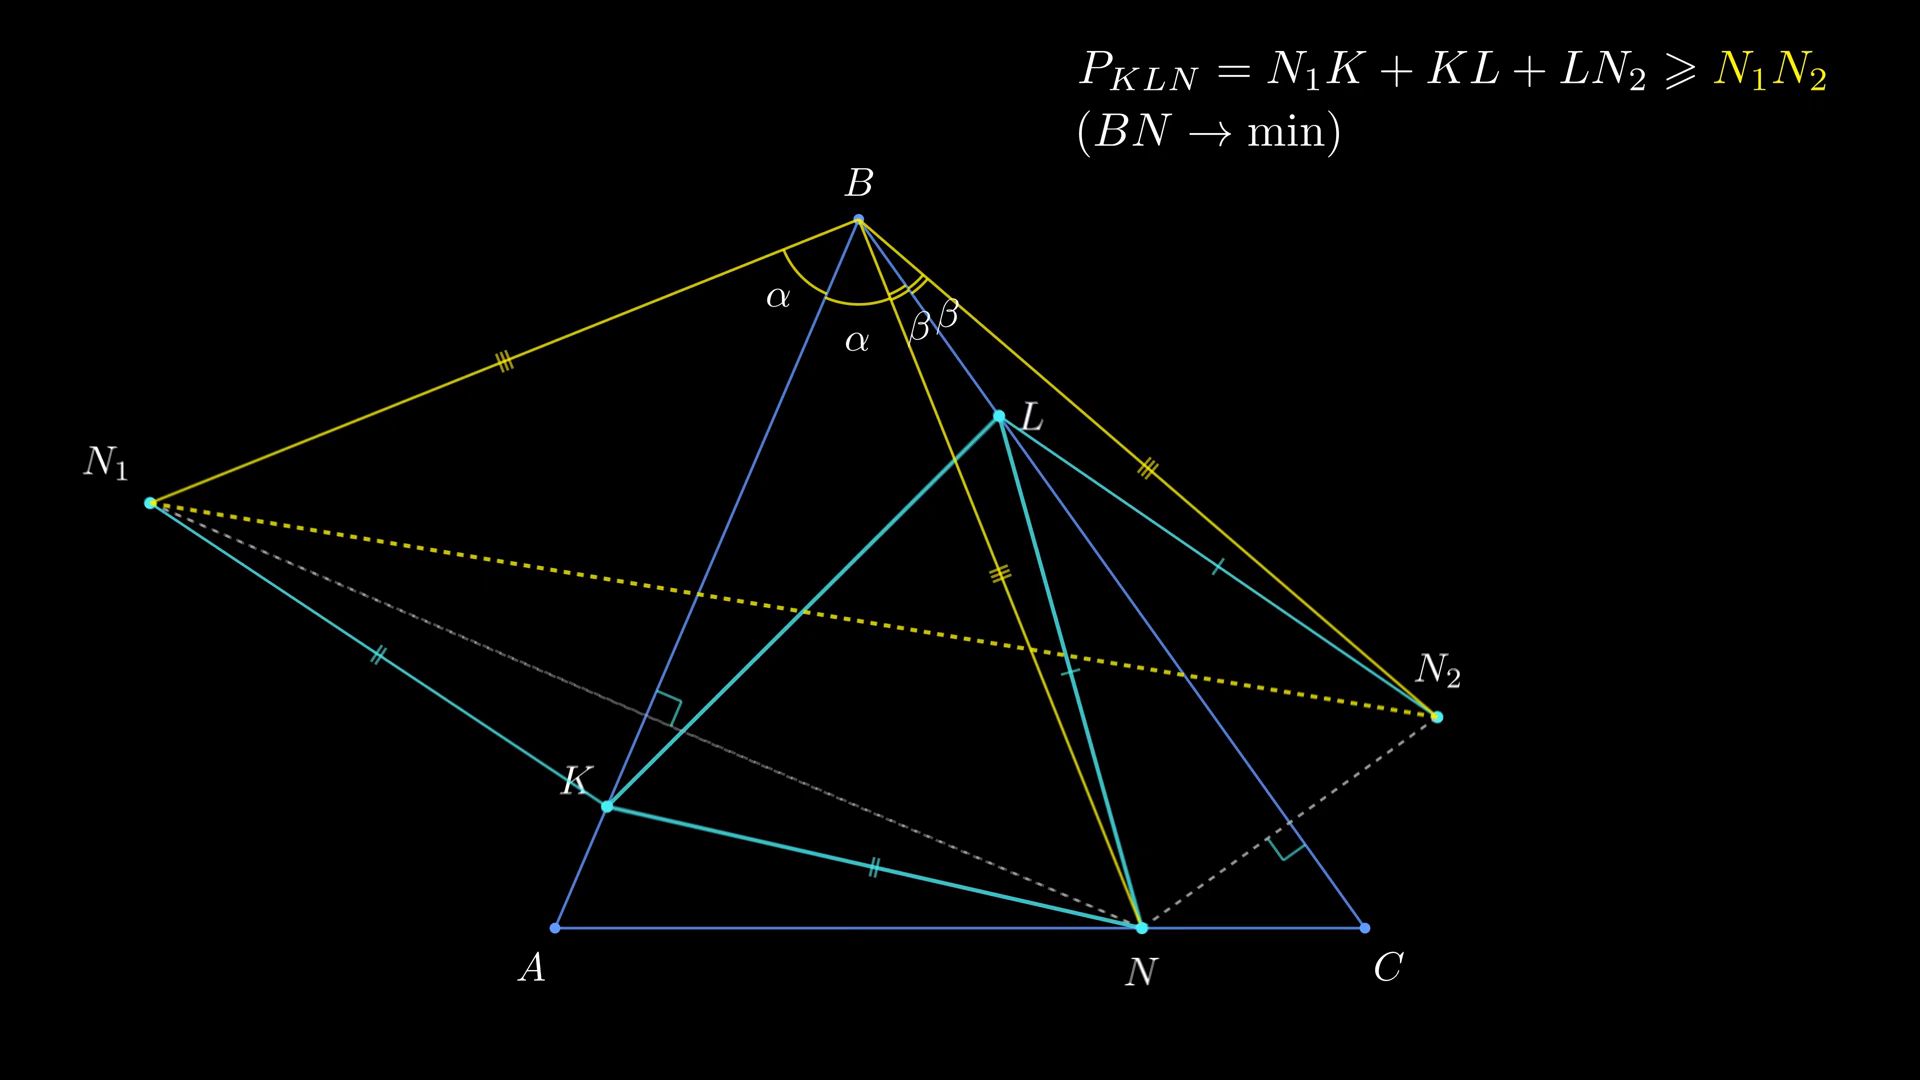 P_{KLN} = N_1K + KL + LN_2 ⩾ N_1N_2
(BN → min)
B
α
α
β
β
L
N_1
N_2
K
A
N
C